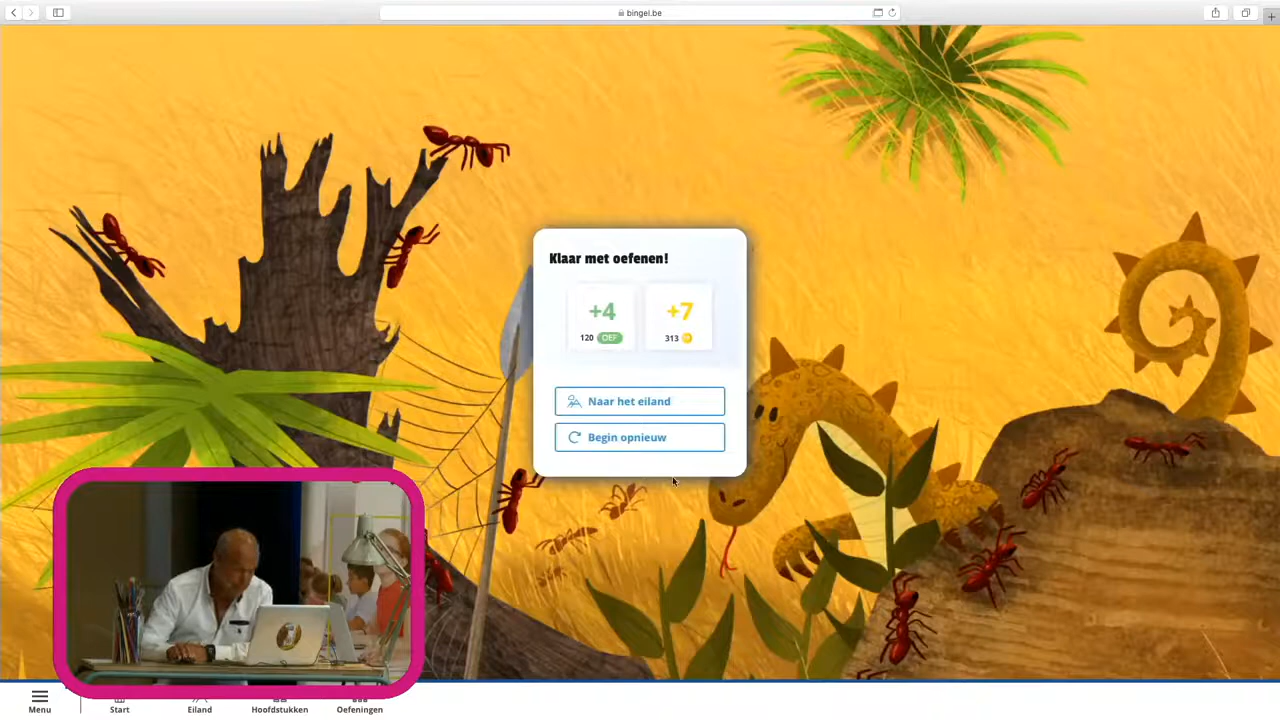 bingel.be
Klaar met oefenen!
+4
+7
120 OEF
313
Naar het eiland
Begin opnieuw
Menu
Start
Eiland
Hoofdstukken
Oefeningen